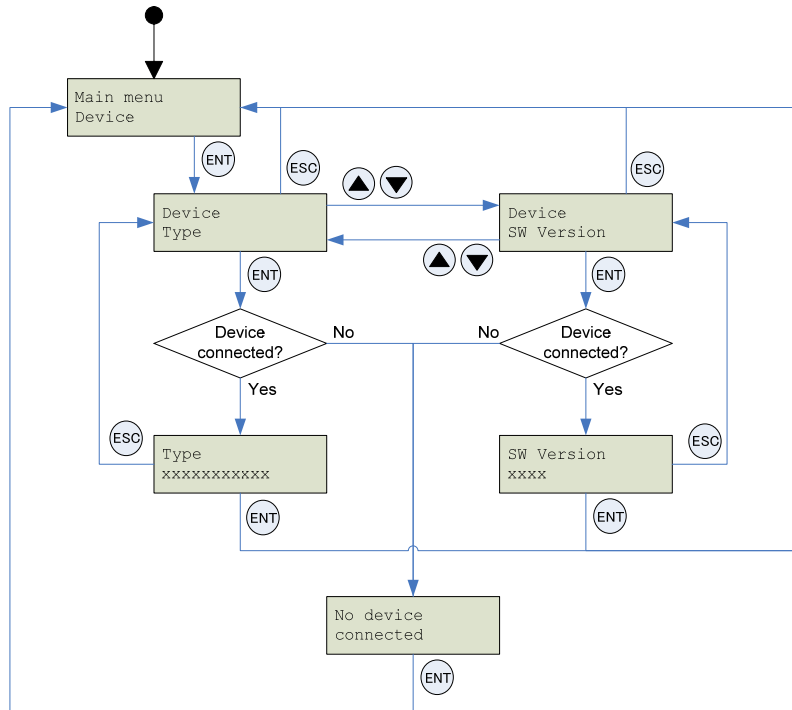 Main menu
Device
ENT
ESC
ESC
Device
Type
Device
SW Version
ENT
ENT
Device
connected?
No
No
Device
connected?
Yes
Yes
ESC
Type
xxxxxxxxxxx
SW Version
xxxx
ESC
ENT
ENT
No device
connected
ENT